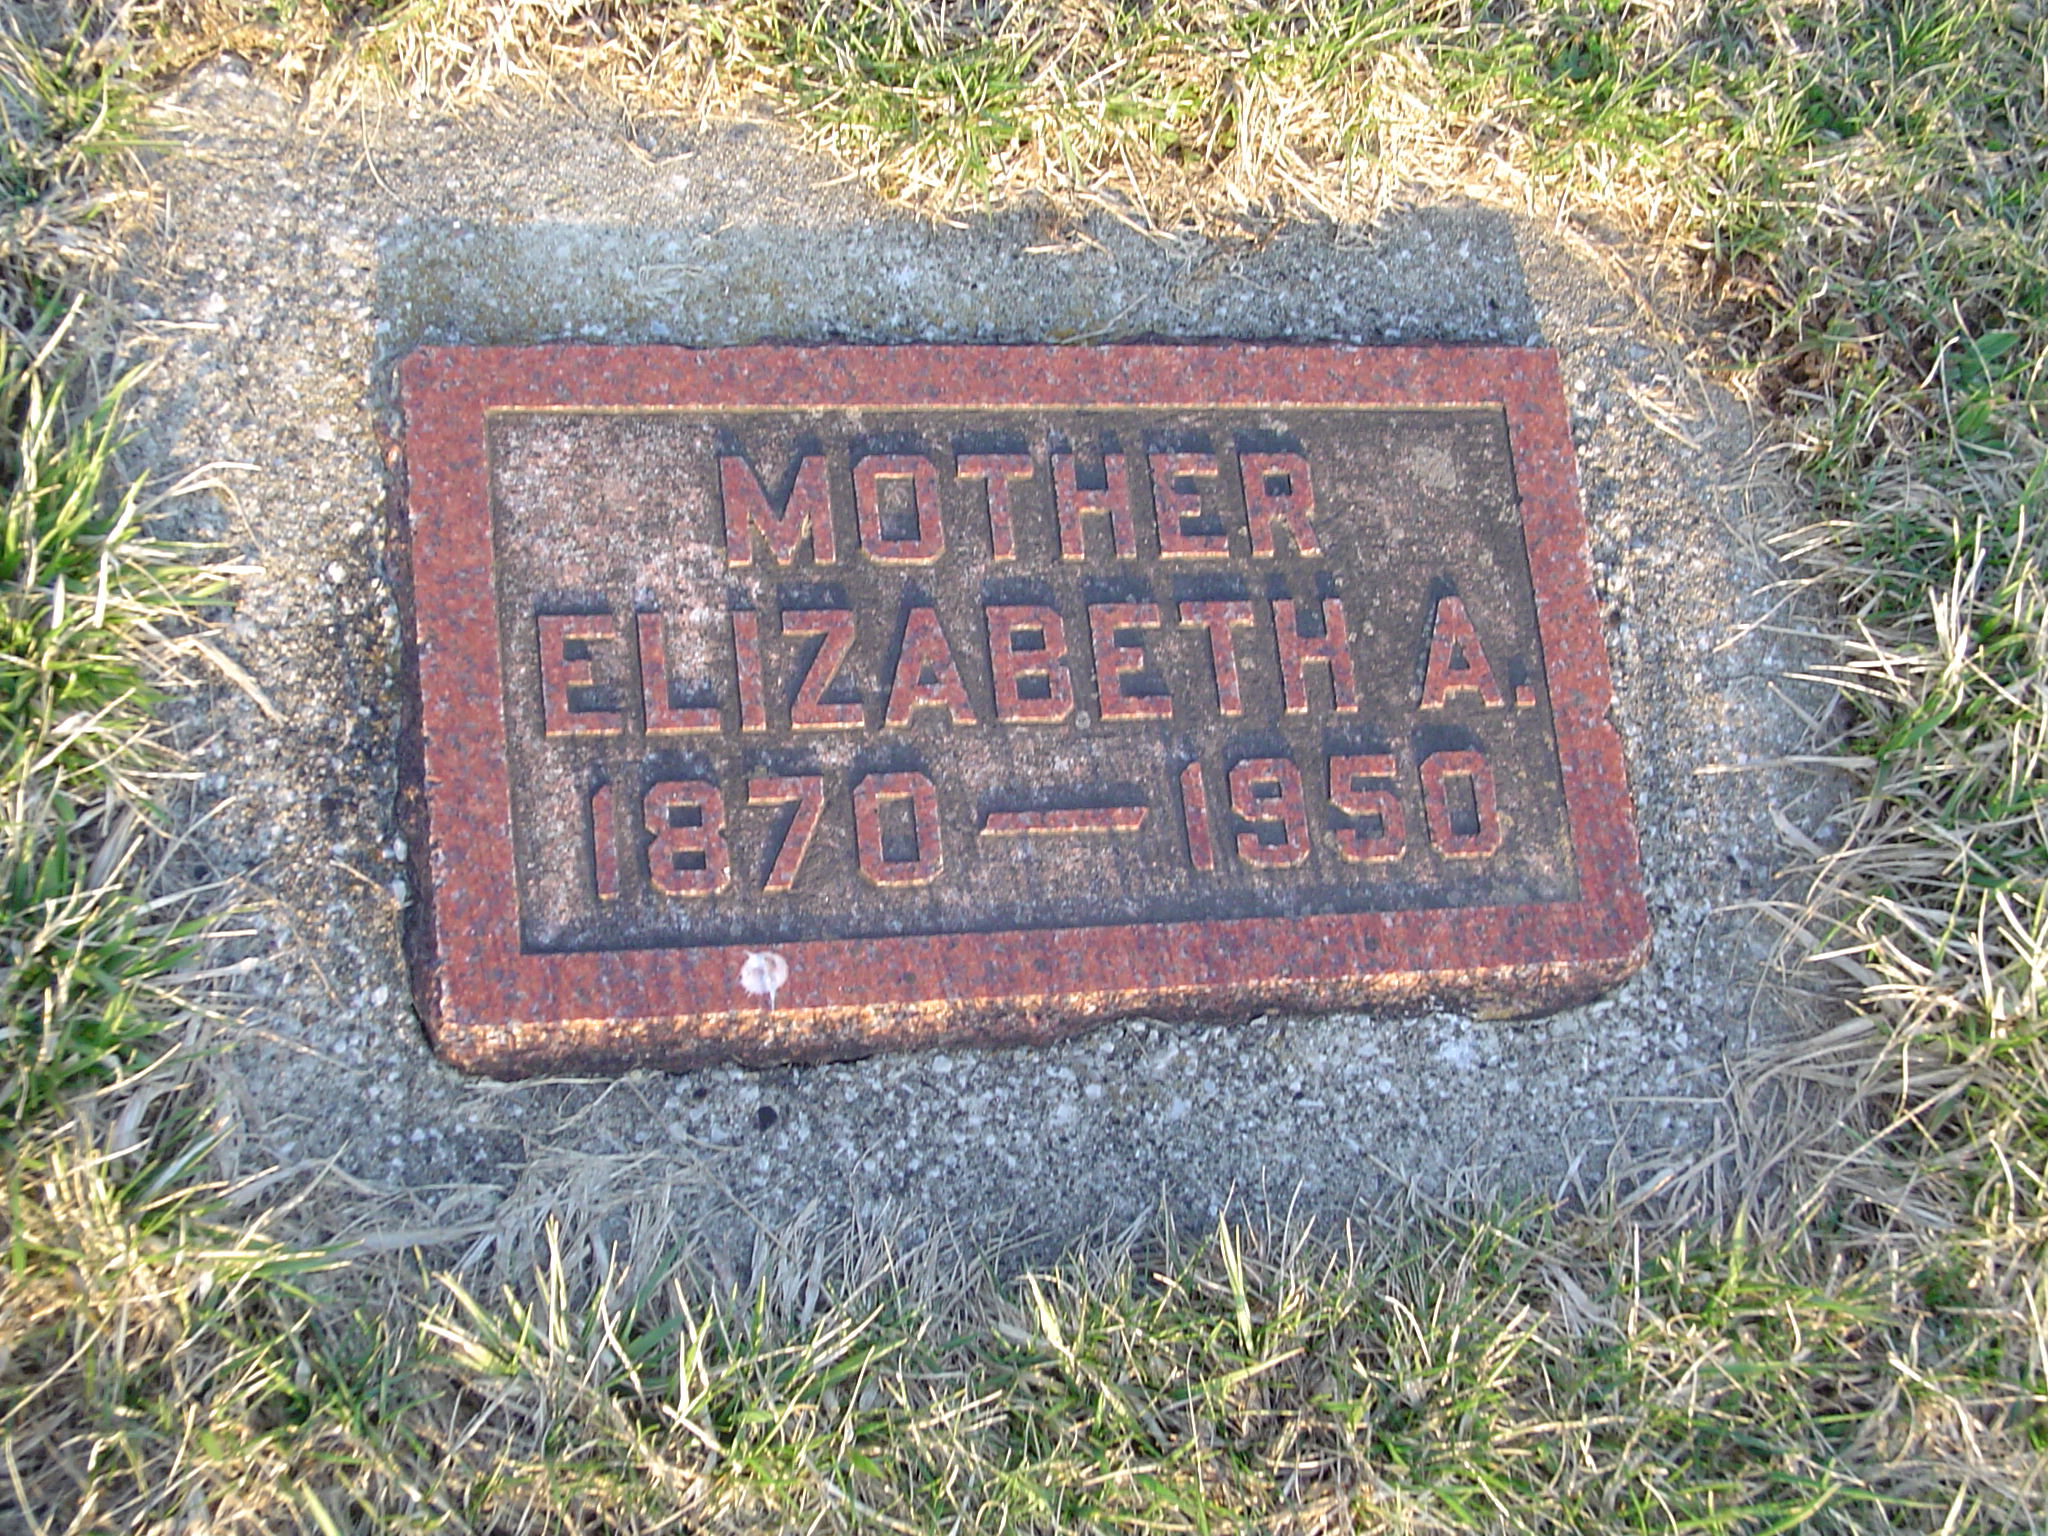 MOTHER
ELIZABETH A.
1870 — 1950